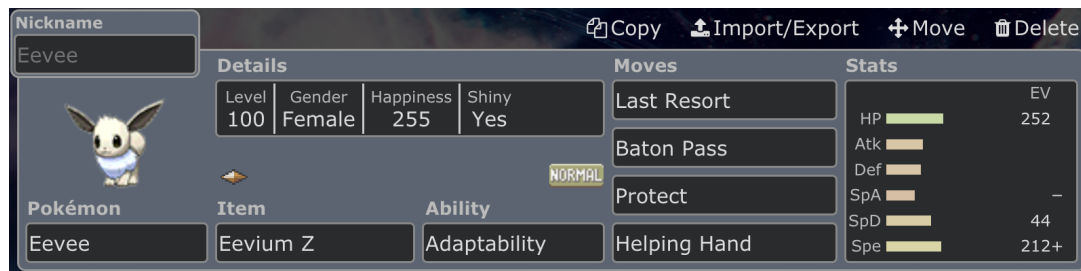 Nickname
Eevee
Copy Import/Export Move Delete
Details
Level Gender Happiness Shiny
100 Female 255 Yes
NORMAL
Pokémon
Eevee
Item
Eevium Z
Ability
Adaptability
Moves
Last Resort
Baton Pass
Protect
Helping Hand
Stats
EV
HP 252
Atk
Def
SpA –
SpD 44
Spe 212+